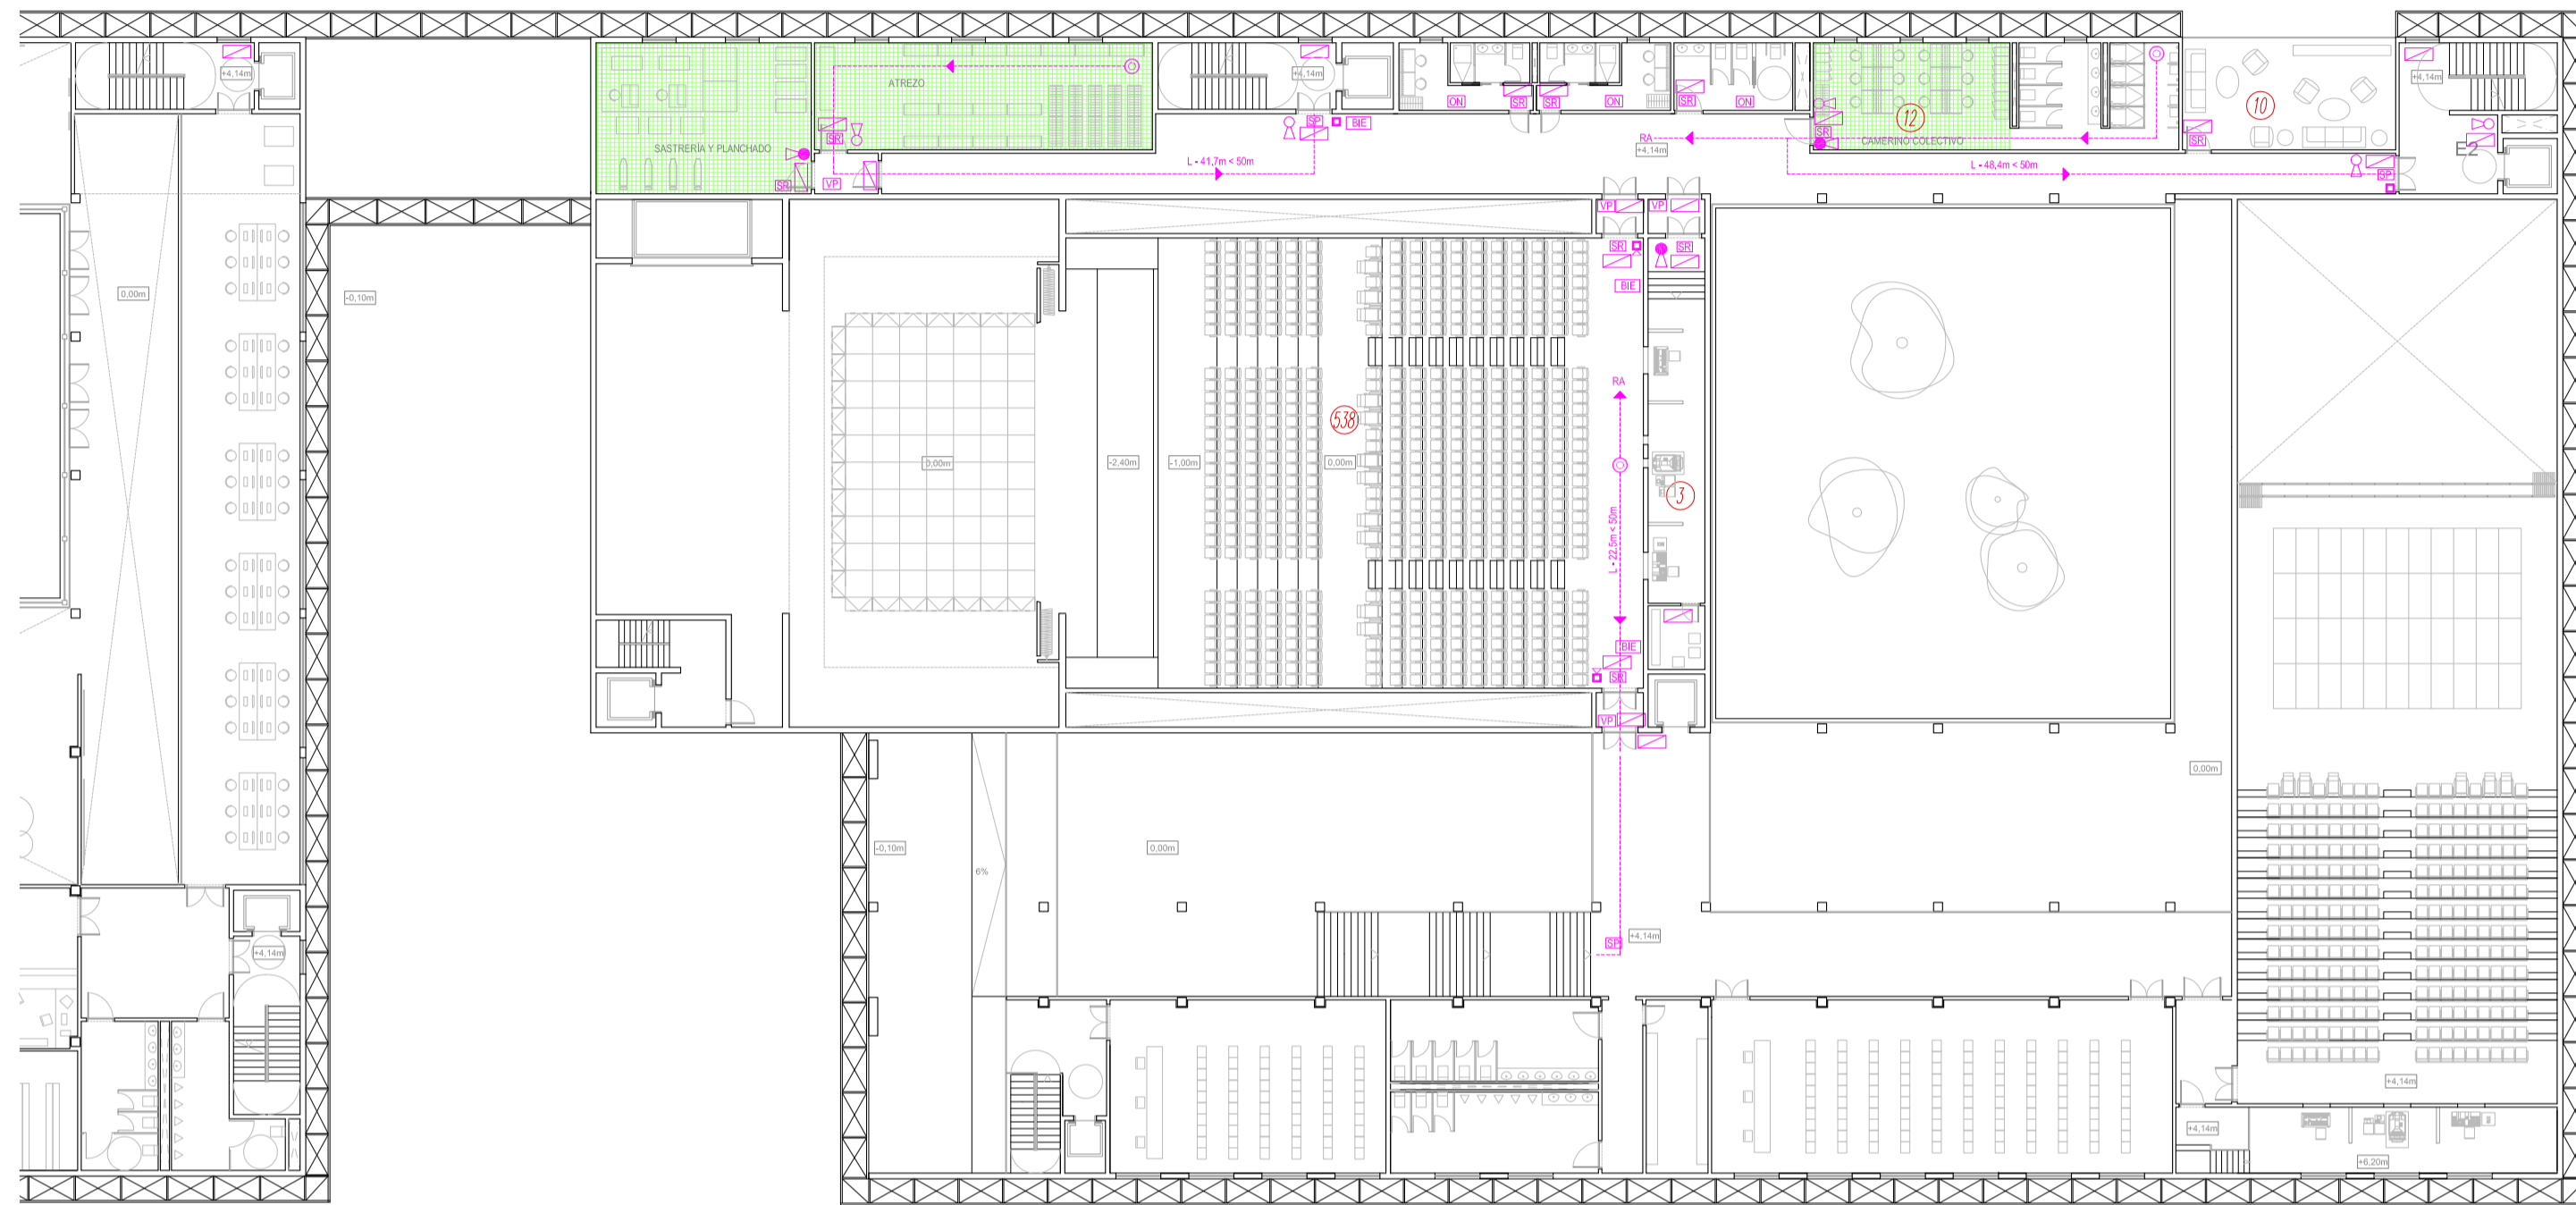 +4,14m
+4,14m
ATREZO
SASTRERÍA Y PLANCHADO
SR
SR
VP
SP
BIE
L - 41,7m < 50m
ON
SR
SR
ON
SR
ON
RA
+4,14m
12
SR
CAMERINO COLECTIVO
10
SR
L - 48,4m < 50m
+4,14m
E2
SP
VP
VP
SR
SR
BIE
0,00m
-0,10m
RA
538
0,00m
-2,40m
-1,00m
0,00m
3
L - 22,5m < 50m
BIE
SR
VP
0,00m
-0,10m
0,00m
6%
SP
+4,14m
+4,14m
+4,14m
+4,14m
+6,20m